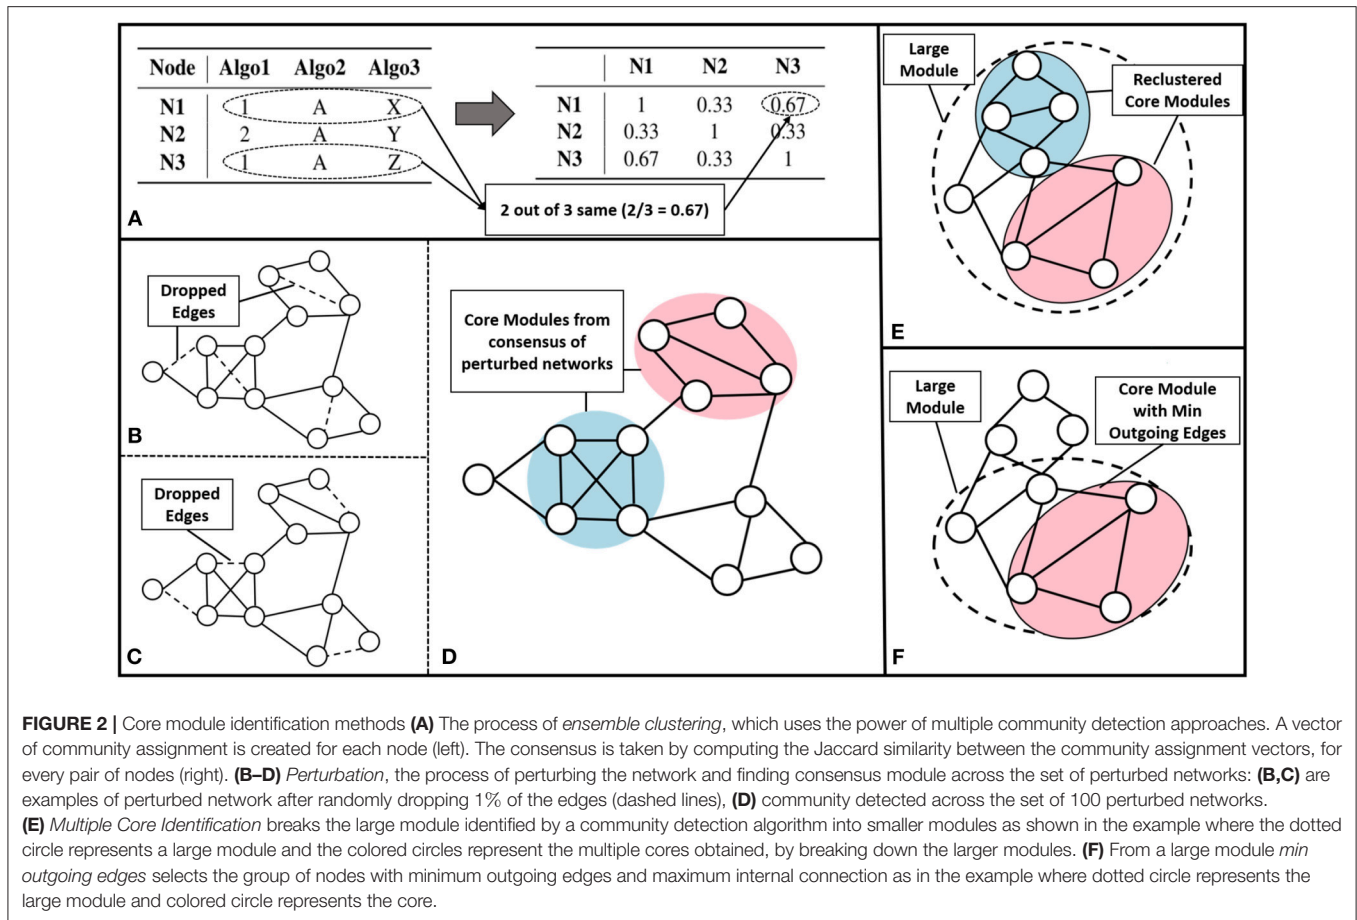 Node Algo1 Algo2 Algo3
N1 1 A X
N2 2 A Y
N3 1 A Z
N1 N2 N3
N1 1 0.33 0.67
N2 0.33 1 0.33
N3 0.67 0.33 1
2 out of 3 same (2/3 = 0.67)
A
Dropped
Edges
B
Dropped
Edges
C
Core Modules from
consensus of
perturbed networks
D
Large
Module
Reclustered
Core Modules
E
Large
Module
Core Module
with Min
Outgoing Edges
F
FIGURE 2 | Core module identification methods (A) The process of ensemble clustering, which uses the power of multiple community detection approaches. A vector
of community assignment is created for each node (left). The consensus is taken by computing the Jaccard similarity between the community assignment vectors, for
every pair of nodes (right). (B–D) Perturbation, the process of perturbing the network and finding consensus module across the set of perturbed networks: (B,C) are
examples of perturbed network after randomly dropping 1% of the edges (dashed lines), (D) community detected across the set of 100 perturbed networks.
(E) Multiple Core Identification breaks the large module identified by a community detection algorithm into smaller modules as shown in the example where the dotted
circle represents a large module and the colored circles represent the multiple cores obtained, by breaking down the larger modules. (F) From a large module min
outgoing edges selects the group of nodes with minimum outgoing edges and maximum internal connection as in the example where dotted circle represents the
large module and colored circle represents the core.